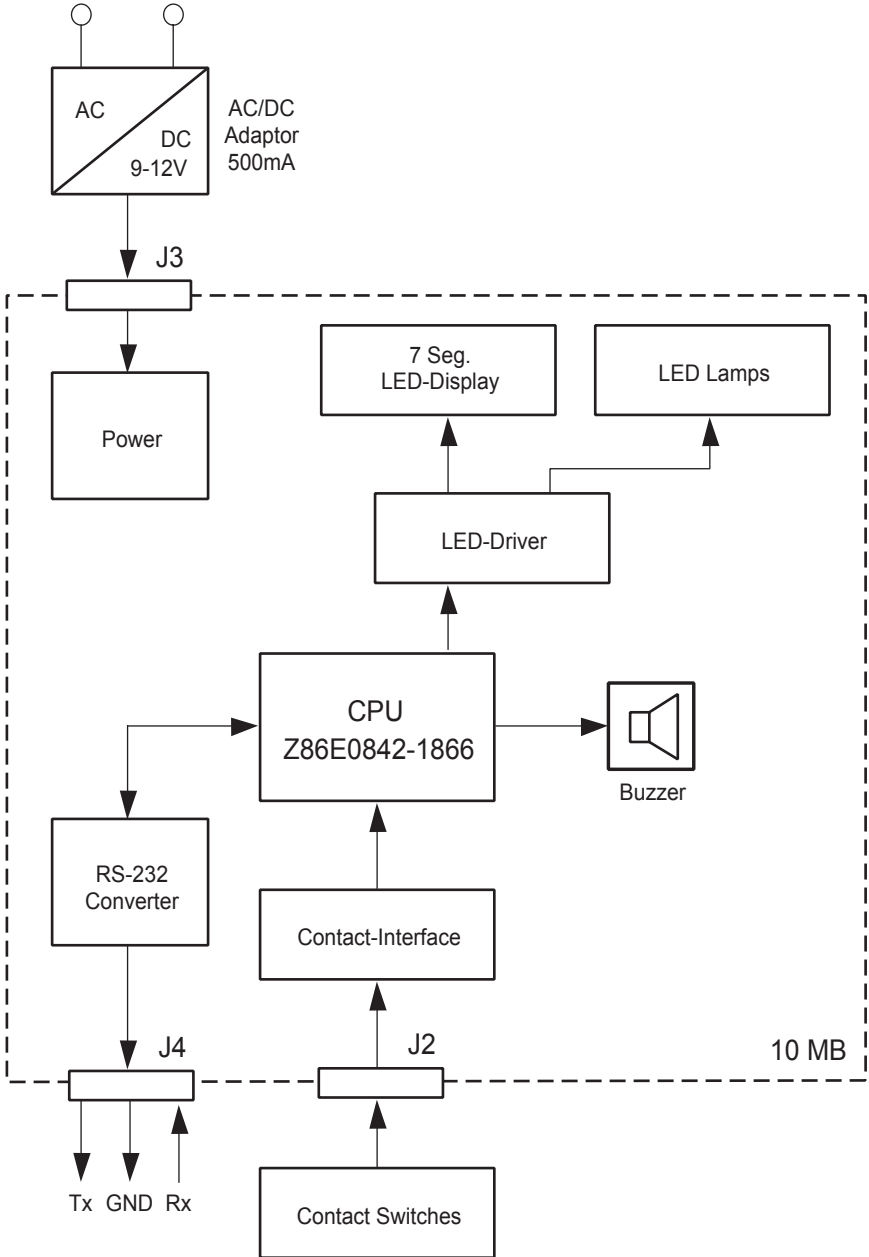 AC
DC
9-12V
AC/DC
Adaptor
500mA
J3
Power
7 Seg.
LED-Display
LED Lamps
LED-Driver
CPU
Z86E0842-1866
Buzzer
RS-232
Converter
Contact-Interface
J4
J2
10 MB
Tx GND Rx
Contact Switches